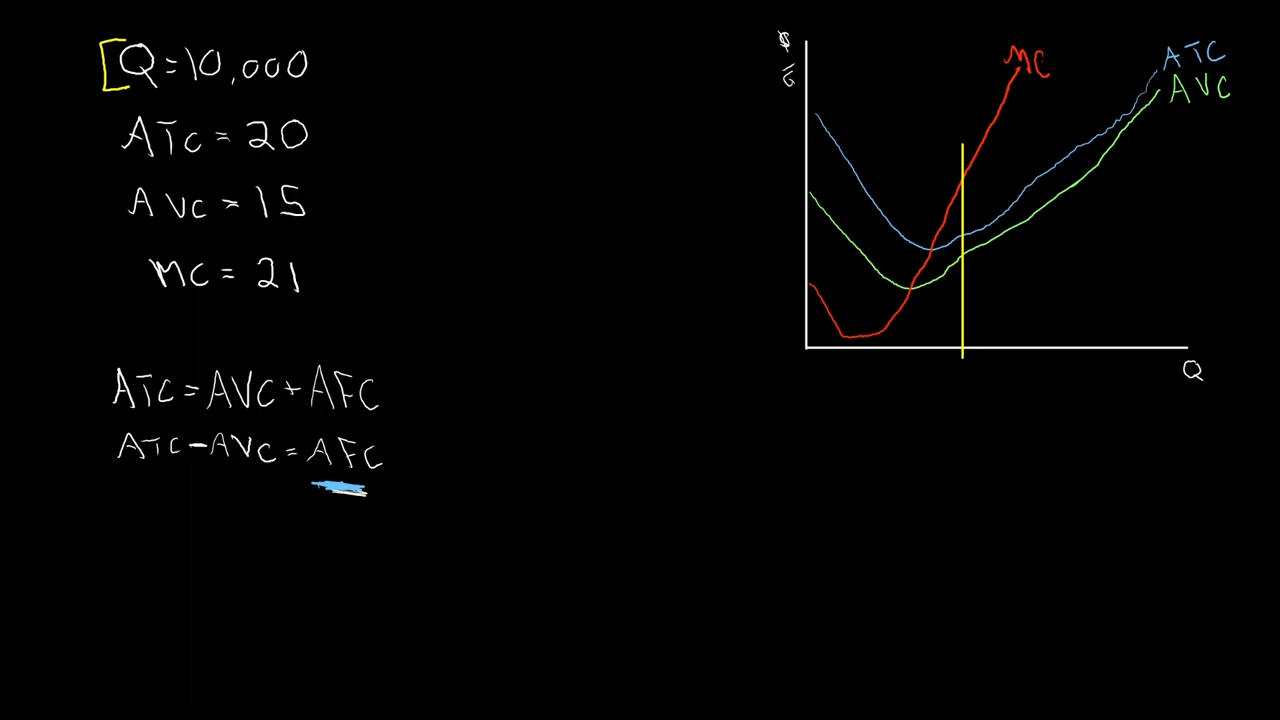 Q=10,000
ATC = 20
AVC = 15
MC = 21
ATC = AVC + AFC
ATC - AVC = AFC
$
MC
ATC
AVC
Q